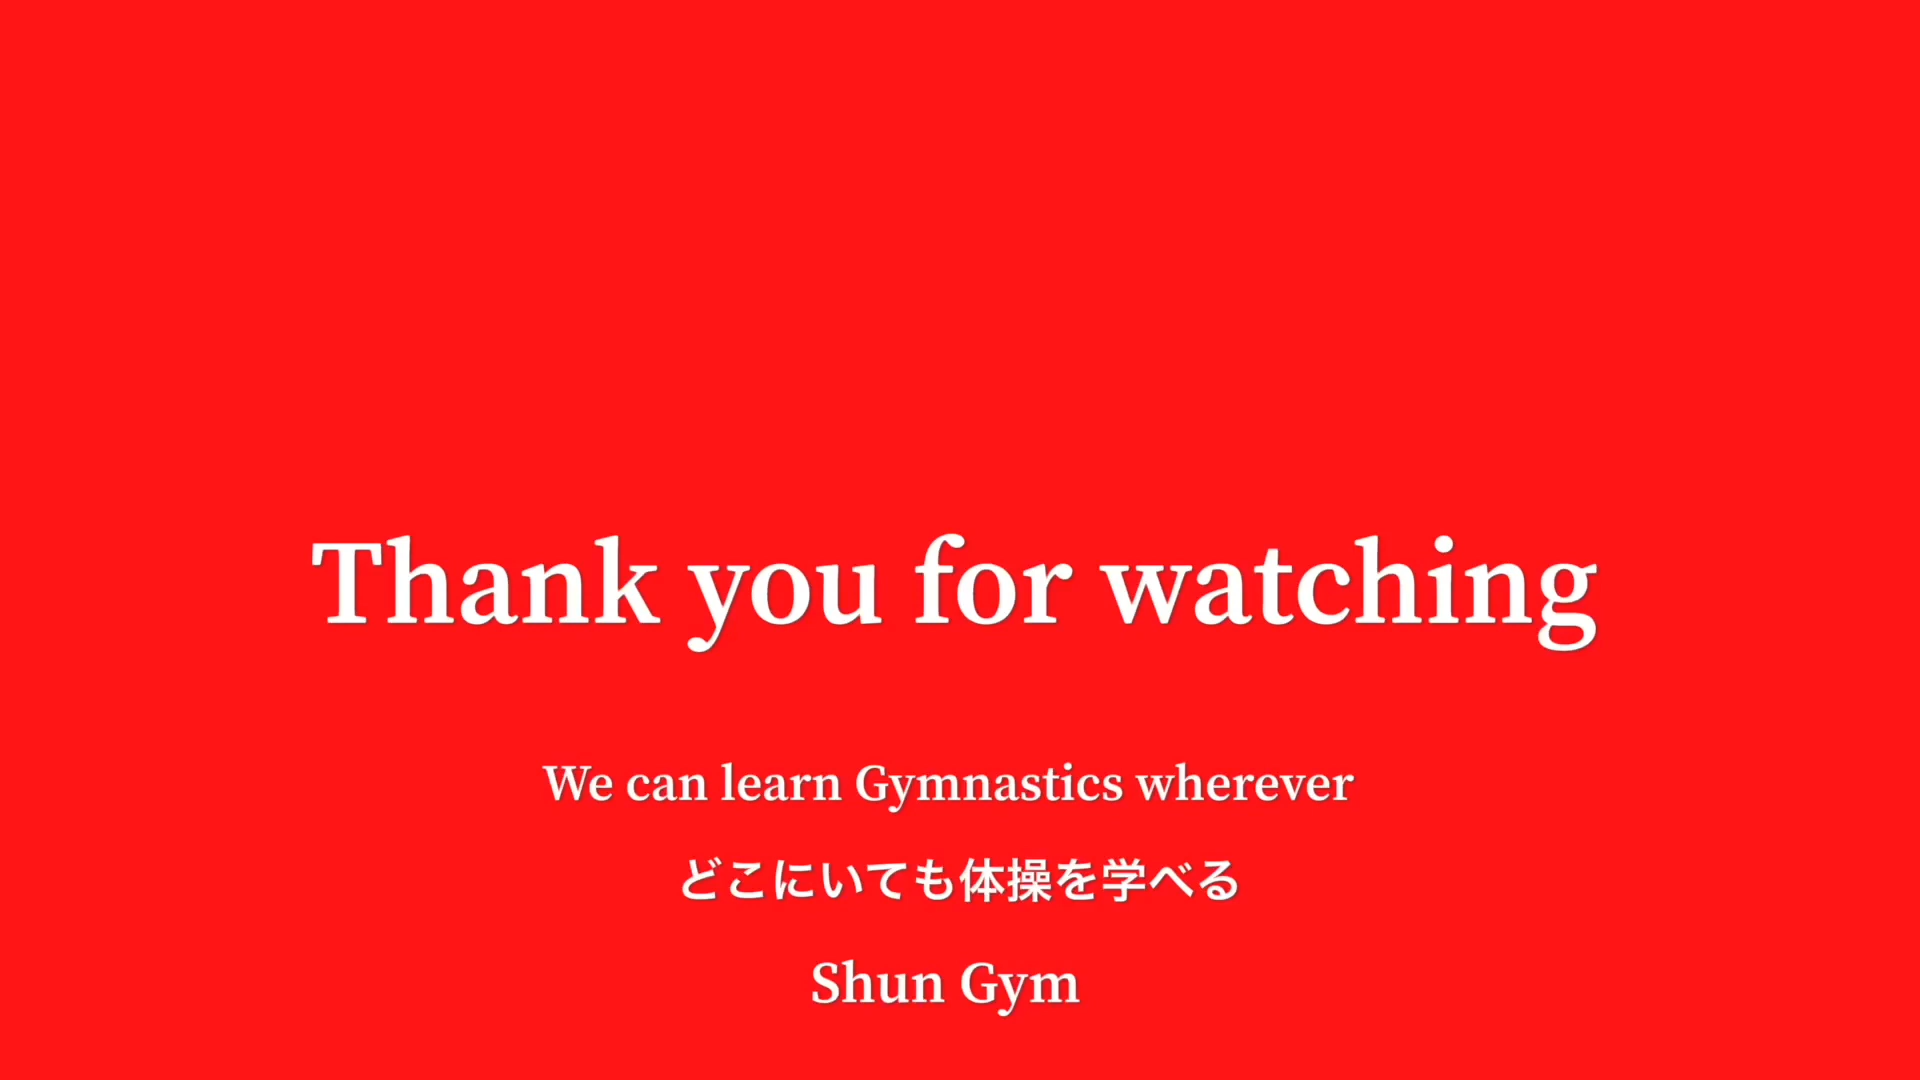 Thank you for watching
We can learn Gymnastics wherever
どこにいても体操を学べる
Shun Gym